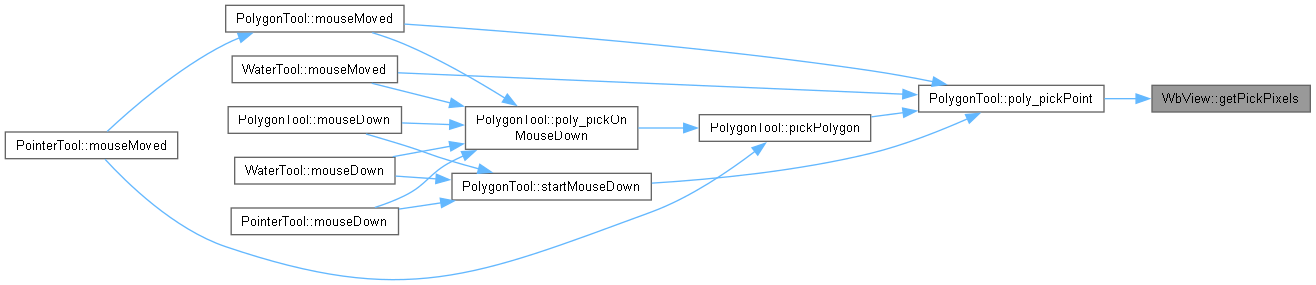 PolygonTool::mouseMoved
WaterTool::mouseMoved
PolygonTool::poly_pickPoint
WbView::getPickPixels
PolygonTool::mouseDown
PolygonTool::poly_pickOn
MouseDown
PolygonTool::pickPolygon
PointerTool::mouseMoved
WaterTool::mouseDown
PolygonTool::startMouseDown
PointerTool::mouseDown